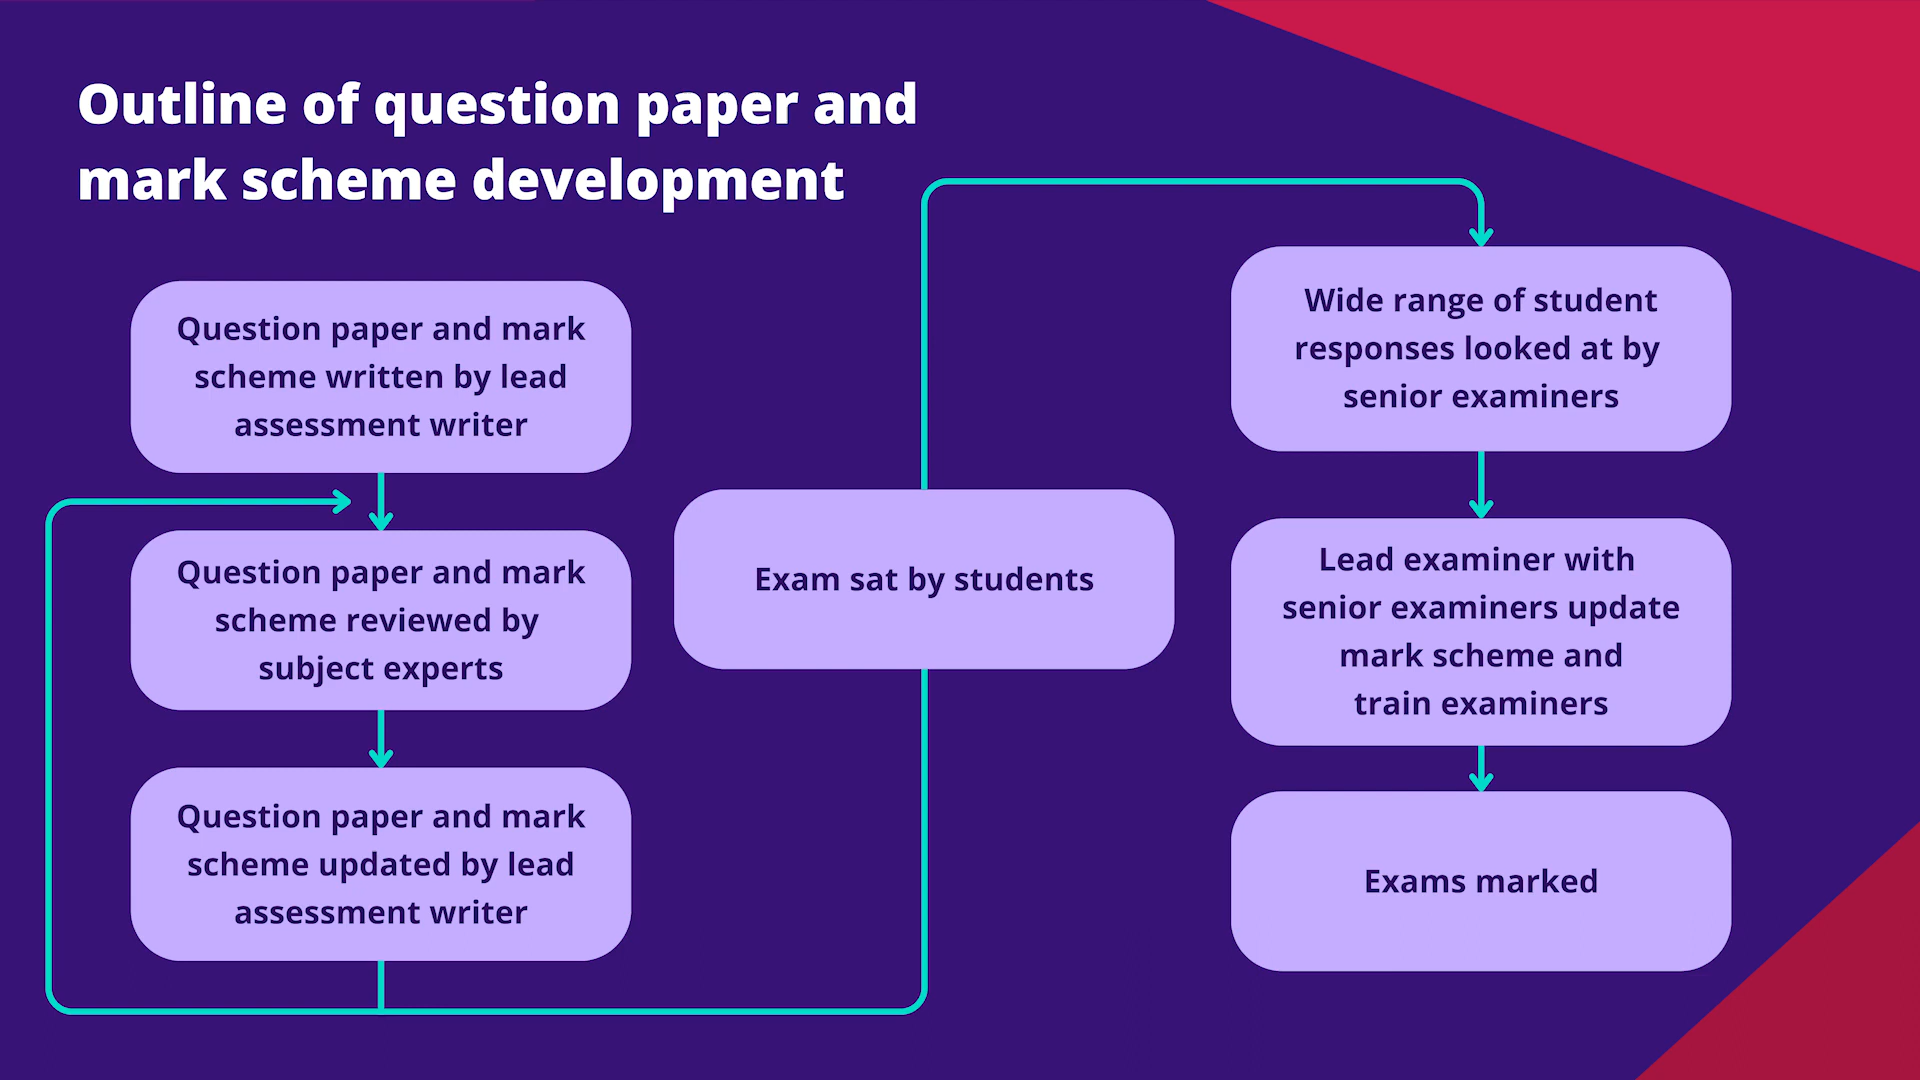 Outline of question paper and
mark scheme development
Question paper and mark
scheme written by lead
assessment writer
Question paper and mark
scheme reviewed by
subject experts
Question paper and mark
scheme updated by lead
assessment writer
Exam sat by students
Wide range of student
responses looked at by
senior examiners
Lead examiner with
senior examiners update
mark scheme and
train examiners
Exams marked